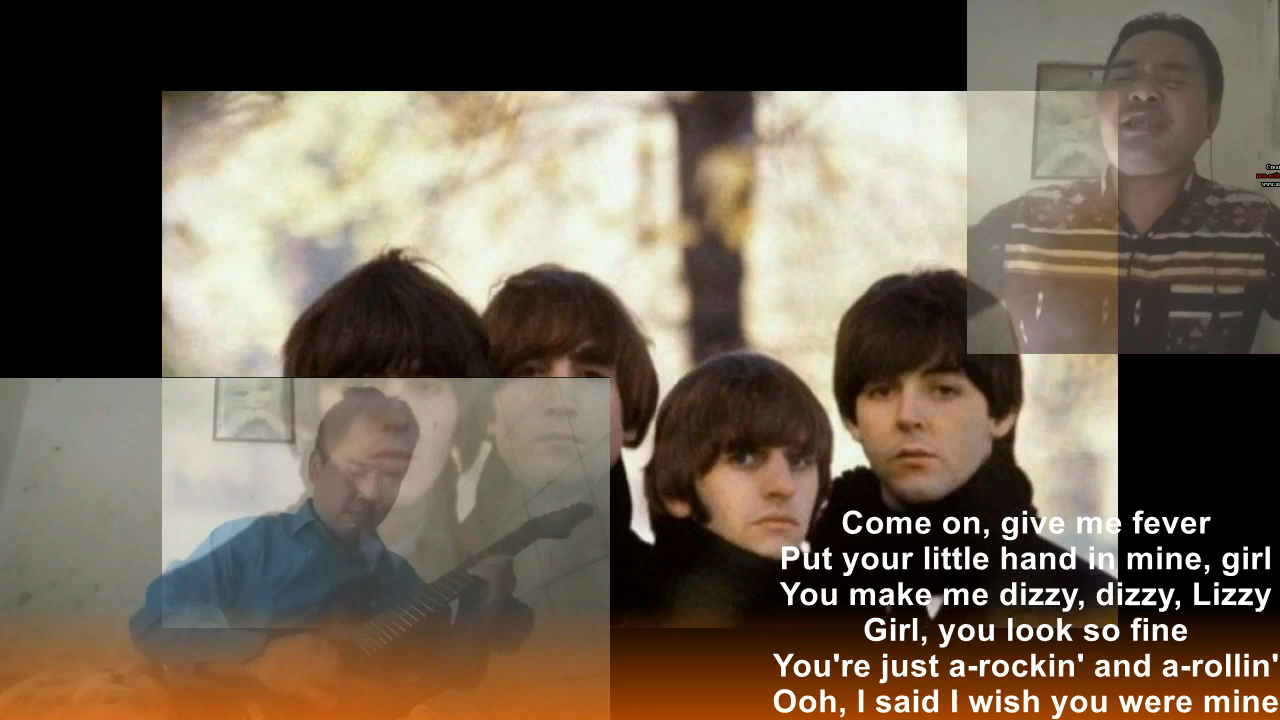 Come on, give me fever
Put your little hand in mine, girl
You make me dizzy, dizzy, Lizzy
Girl, you look so fine
You're just a-rockin' and a-rollin'
Ooh, I said I wish you were mine